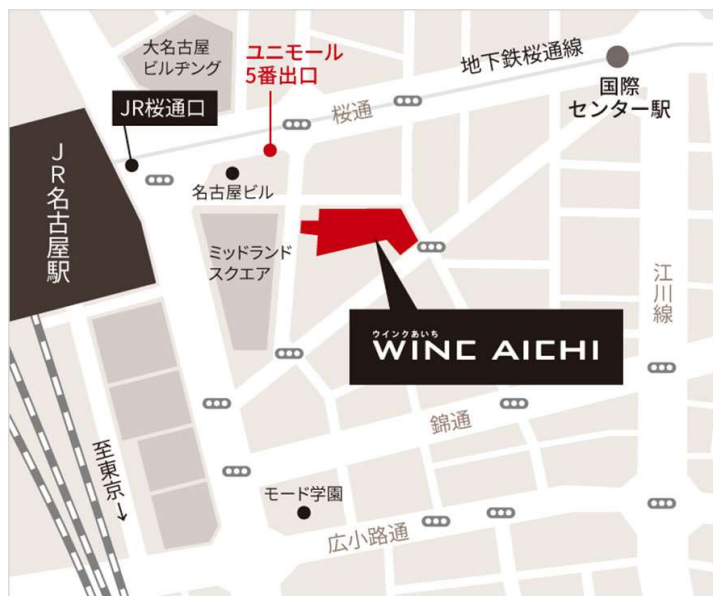 大名古屋
ビルヂング
ユニモール
5番出口
地下鉄桜通線
国際
センター駅
JR桜通口
桜通
JR名古屋駅
名古屋ビル
ミッドランド
スクエア
江川線
ウインクあいち
WINC AICHI
錦通
至東京→
モード学園
広小路通